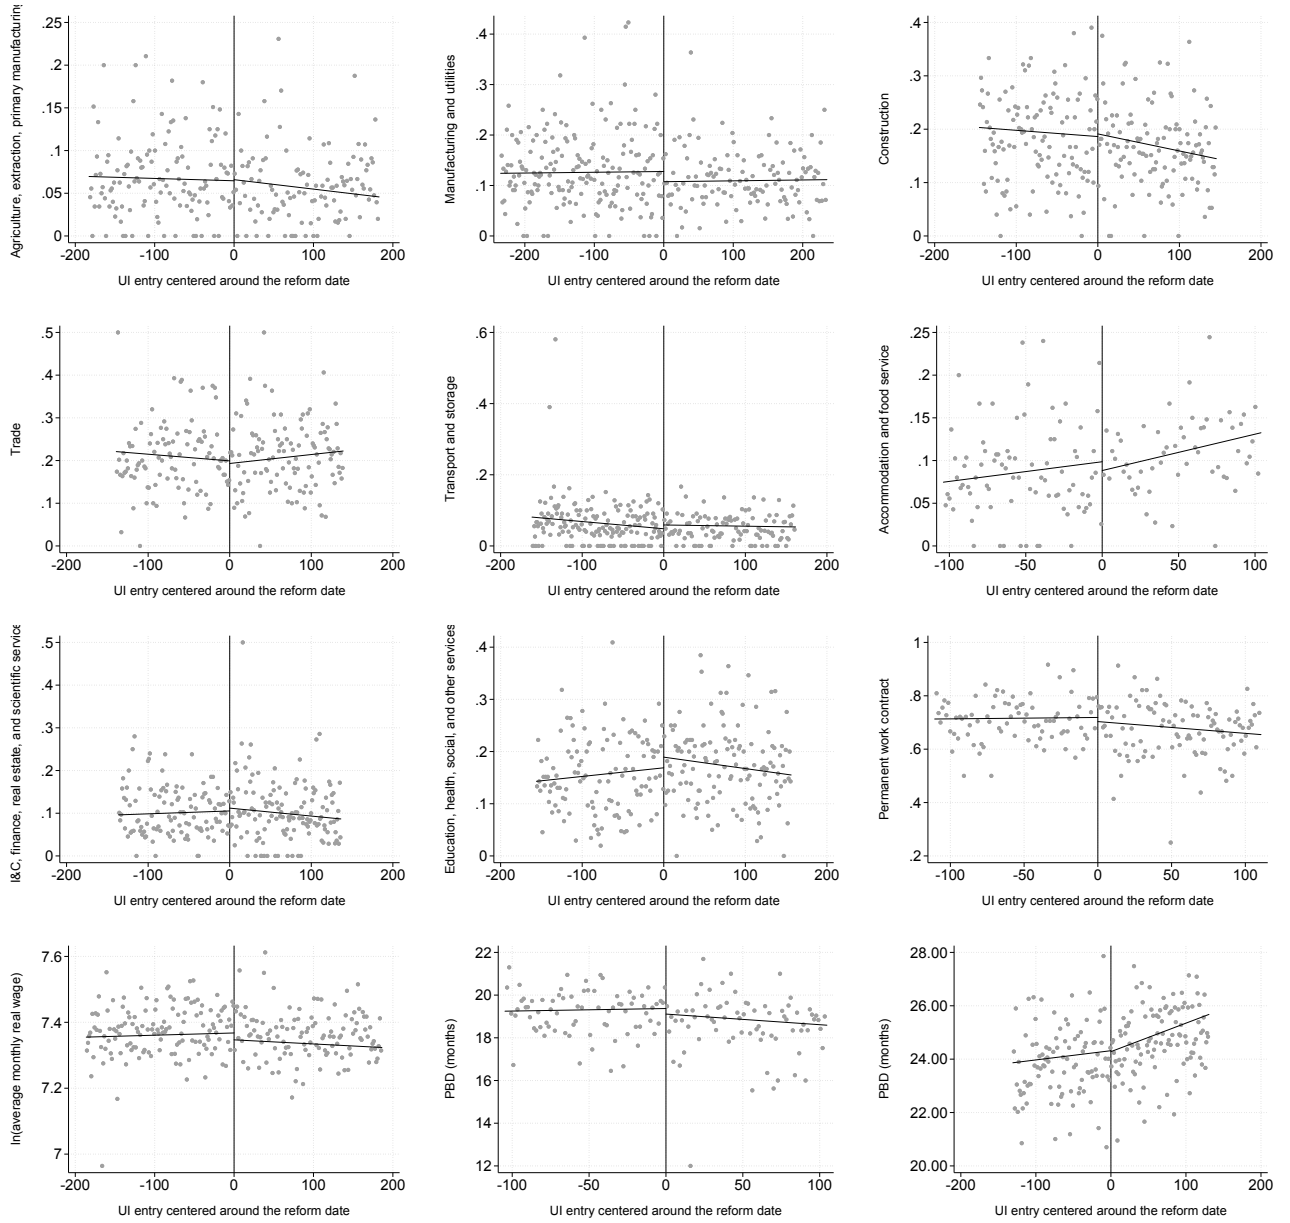 Agriculture, extraction, primary manufacturing
.25
.2
.15
.1
.05
0
-200 -100 0 100 200
UI entry centered around the reform date
Manufacturing and utilities
.4
.3
.2
.1
0
-200 -100 0 100 200
UI entry centered around the reform date
Construction
.4
.3
.2
.1
0
-200 -100 0 100 200
UI entry centered around the reform date
Trade
.5
.4
.3
.2
.1
0
-200 -100 0 100 200
UI entry centered around the reform date
Transport and storage
.6
.4
.2
0
-200 -100 0 100 200
UI entry centered around the reform date
Accommodation and food service
.25
.2
.15
.1
.05
0
-100 -50 0 50 100
UI entry centered around the reform date
I&C, finance, real estate, and scientific service
.5
.4
.3
.2
.1
0
-200 -100 0 100 200
UI entry centered around the reform date
Education, health, social, and other services
.4
.3
.2
.1
0
-200 -100 0 100 200
UI entry centered around the reform date
Permanent work contract
1
.8
.6
.4
.2
-100 -50 0 50 100
UI entry centered around the reform date
ln(average monthly real wage)
7.6
7.4
7.2
7
-200 -100 0 100 200
UI entry centered around the reform date
PBD (months)
22
20
18
16
14
12
-100 -50 0 50 100
UI entry centered around the reform date
PBD (months)
28.00
26.00
24.00
22.00
20.00
-200 -100 0 100 200
UI entry centered around the reform date